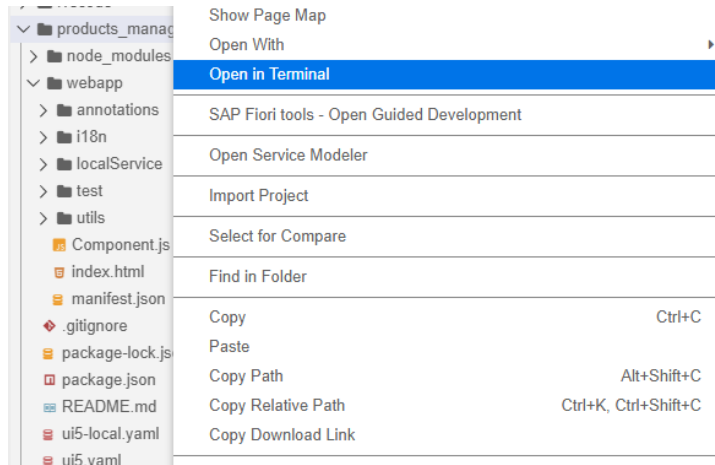 products_manag
node_modules
webapp
annotations
i18n
localService
test
utils
Component.js
index.html
manifest.json
.gitignore
package-lock.js
package.json
README.md
ui5-local.yaml
ui5.yaml
Show Page Map
Open With
Open in Terminal
SAP Fiori tools - Open Guided Development
Open Service Modeler
Import Project
Select for Compare
Find in Folder
Copy Ctrl+C
Paste
Copy Path Alt+Shift+C
Copy Relative Path Ctrl+K, Ctrl+Shift+C
Copy Download Link